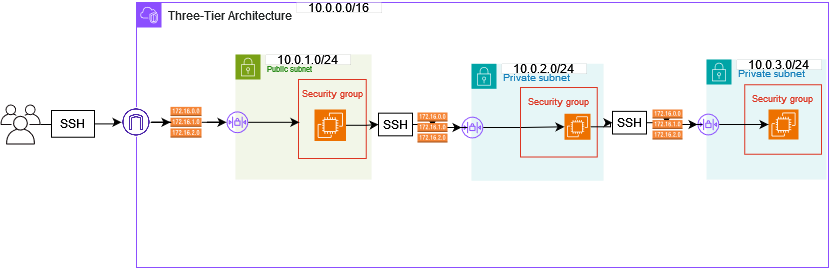 Three-Tier Architecture
10.0.0.0/16
10.0.1.0/24
Public subnet
10.0.2.0/24
Private subnet
10.0.3.0/24
Private subnet
Security group
Security group
Security group
SSH
172.16.0.0
172.16.1.0
172.16.2.0
SSH
172.16.0.0
172.16.1.0
172.16.2.0
SSH
172.16.0.0
172.16.1.0
172.16.2.0